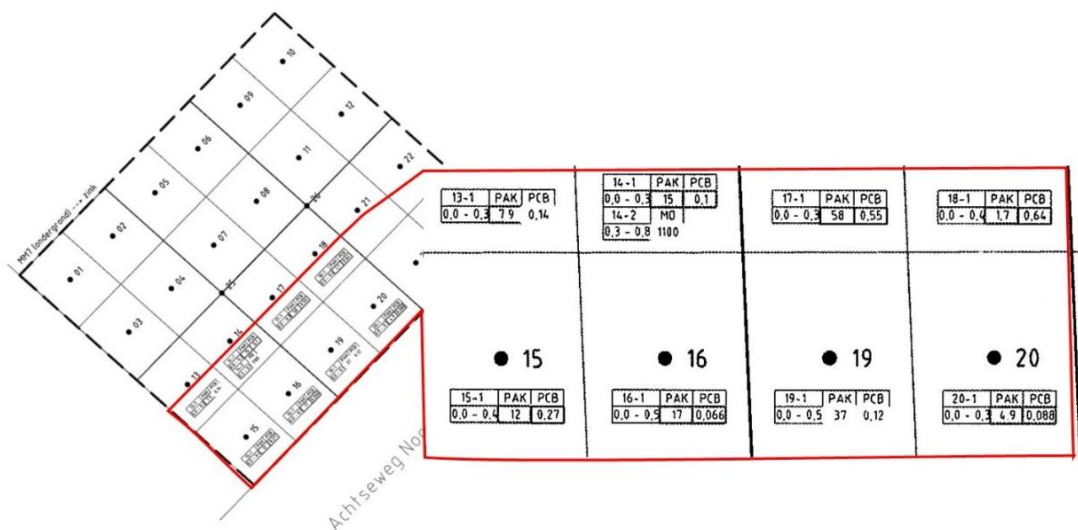 10
09
12
06
11
22
05
08
26
21
MM7 (ondergrond) --> zink
02
07
18
01
04
25
17
20
03
14
19
13
16
15
Achtseweg Noo
13-1 PAK PCB
0,0 - 0,3 7 9 0,14
14-1 PAK PCB
0,0 - 0,3 15 0,1
14-2 MO
0,3 - 0,8 1100
17-1 PAK PCB
0,0 - 0,3 58 0,55
18-1 PAK PCB
0,0 - 0,4 1,7 0,64
15
16
19
20
15-1 PAK PCB
0,0 - 0,4 12 0,27
16-1 PAK PCB
0,0 - 0,5 17 0,066
19-1 PAK PCB
0,0 - 0,5 37 0,12
20-1 PAK PCB
0,0 - 0,3 4 9 0,088